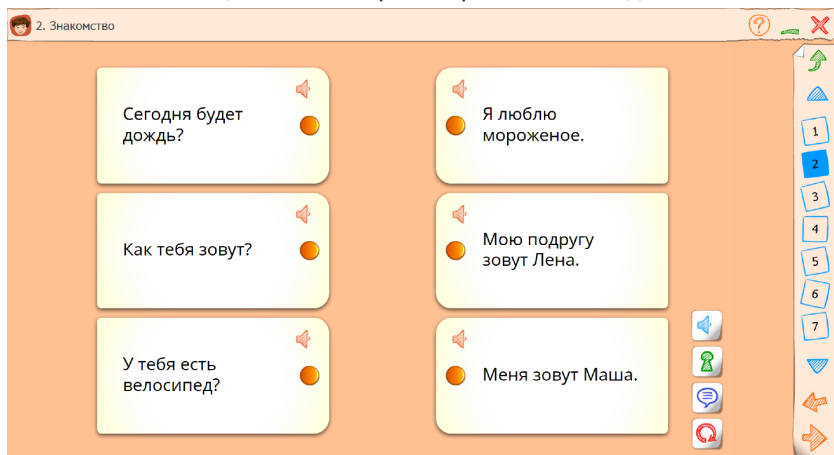 2. Знакомство
Сегодня будет
дождь?
Я люблю
мороженое.
Как тебя зовут?
Мою подругу
зовут Лена.
У тебя есть
велосипед?
Меня зовут Маша.
?
1
2
3
4
5
6
7